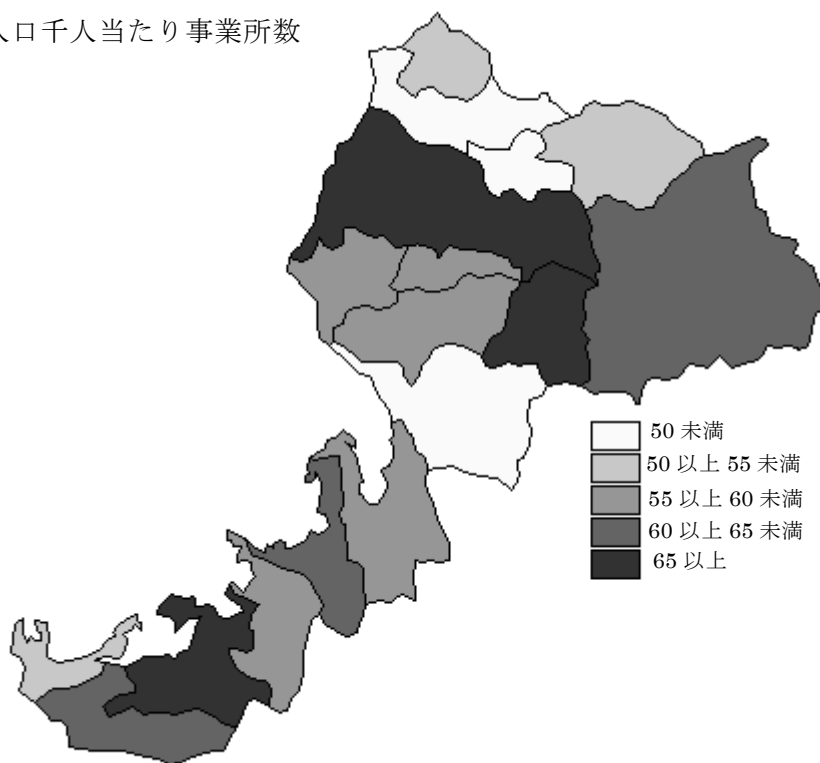 人口千人当たり事業所数
50 未満
50 以上 55 未満
55 以上 60 未満
60 以上 65 未満
65 以上